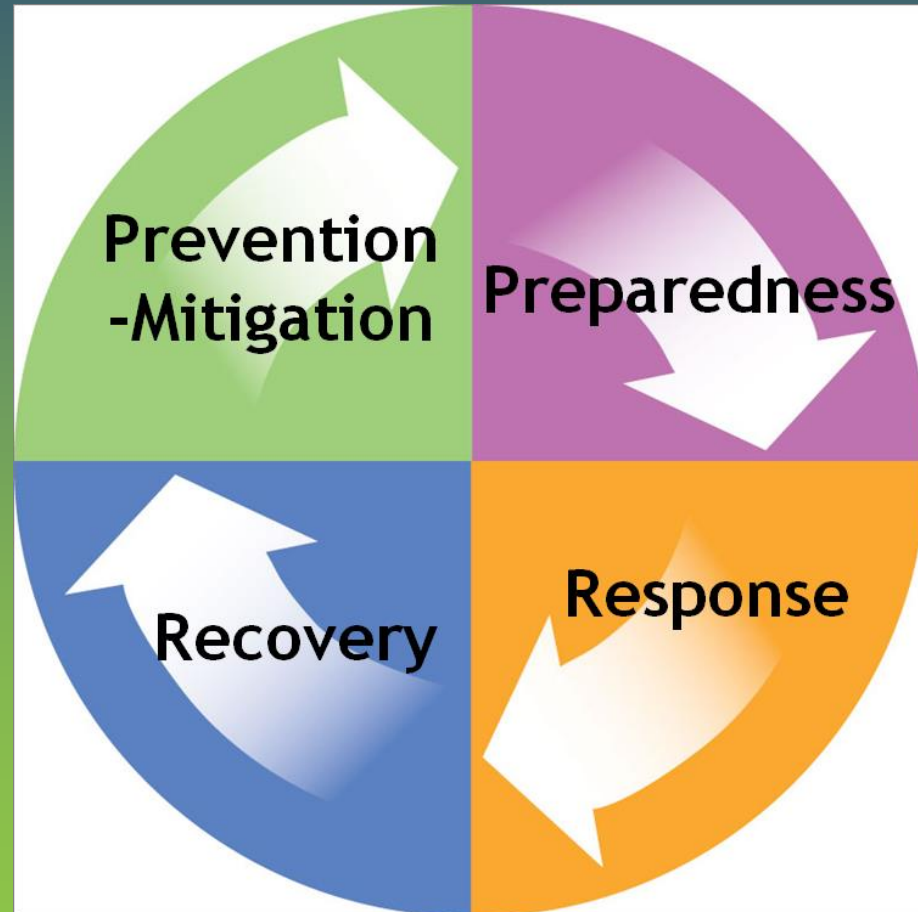 Prevention
-Mitigation
Preparedness
Response
Recovery